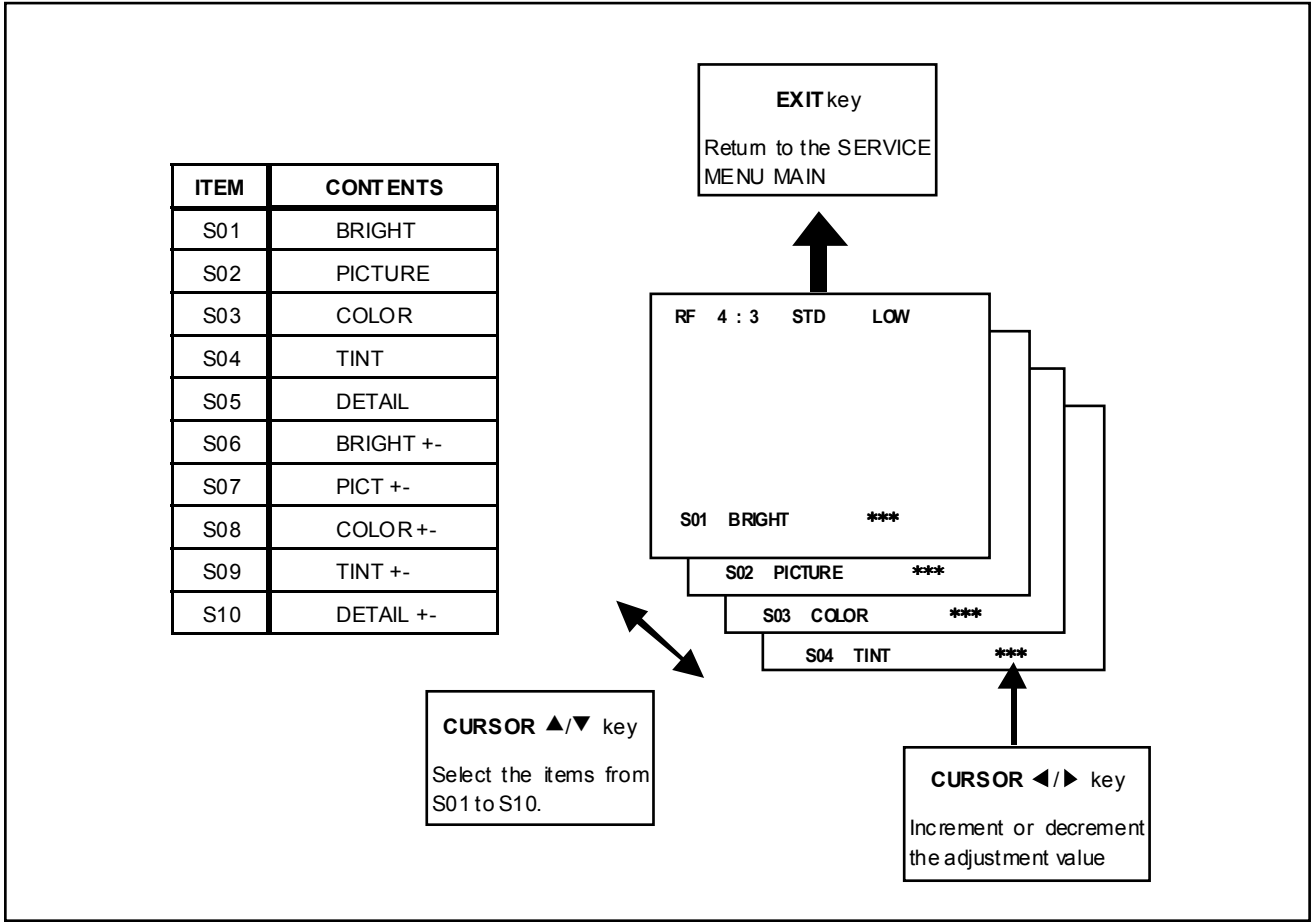 ITEM CONTENTS
S01 BRIGHT
S02 PICTURE
S03 COLOR
S04 TINT
S05 DETAIL
S06 BRIGHT +-
S07 PICT +-
S08 COLOR +-
S09 TINT +-
S10 DETAIL +-
EXIT key
Return to the SERVICE
MENU MAIN
RF 4 : 3 STD LOW
S01 BRIGHT ***
S02 PICTURE ***
S03 COLOR ***
S04 TINT ***
CURSOR ▲/▼ key
Select the items from
S01 to S10.
CURSOR ◀/▶ key
Increment or decrement
the adjustment value